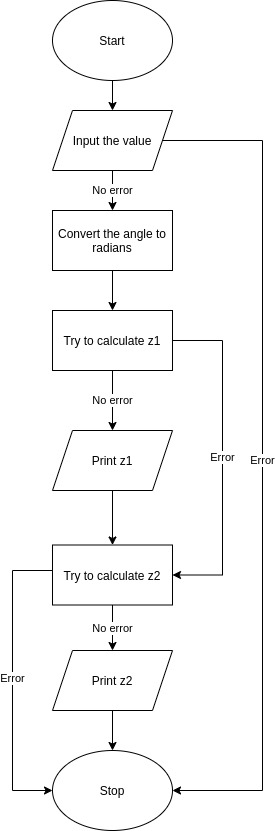 Start
Input the value
No error
Convert the angle to
radians
Try to calculate z1
No error
Error
Error
Print z1
Try to calculate z2
No error
Error
Print z2
Stop